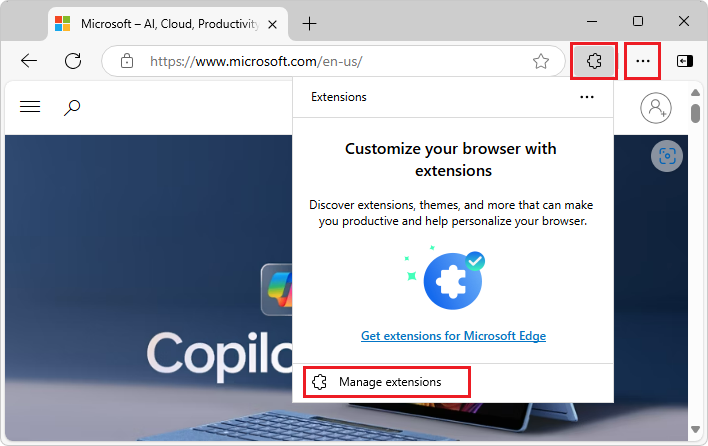 Microsoft – AI, Cloud, Productivity,
https://www.microsoft.com/en-us/
Extensions
Customize your browser with
extensions
Discover extensions, themes, and more that can make
you productive and help personalize your browser.
Copilo
Get extensions for Microsoft Edge
Manage extensions